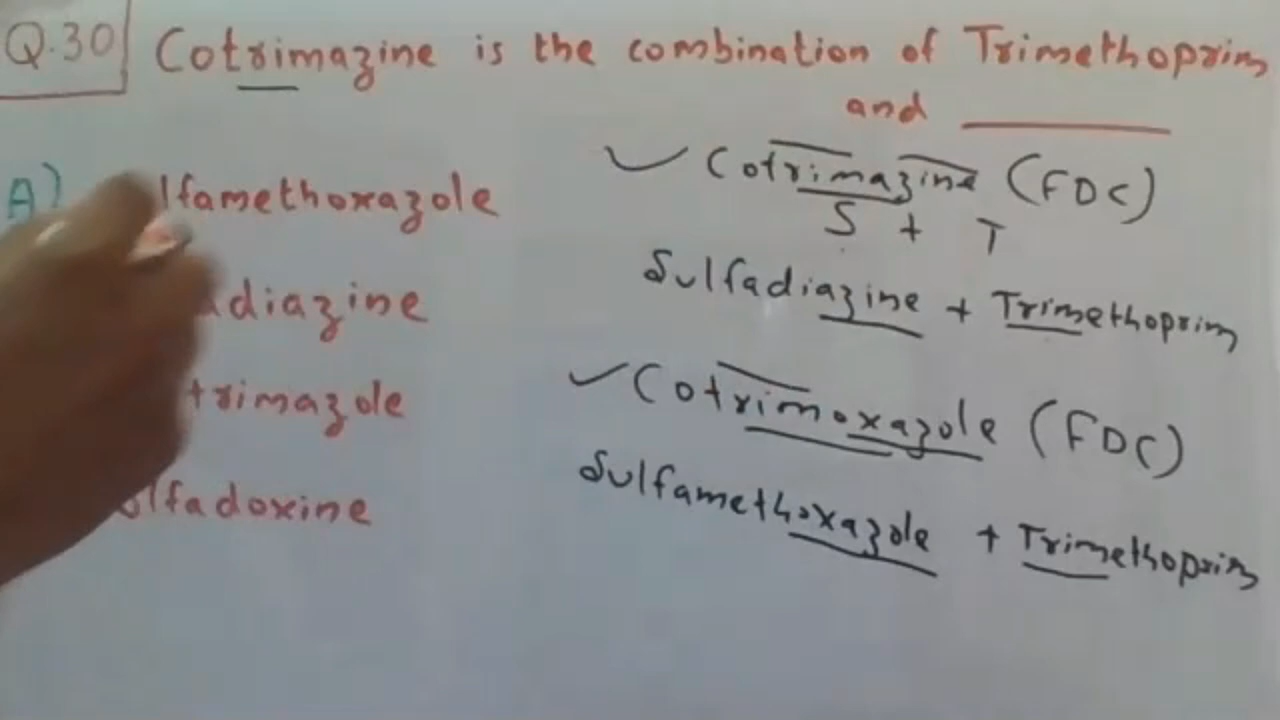 Q.30 Cotrimazine is the combination of Trimethoprim
and
A) lfamethoxazole
adiazine
trimazole
lfadoxine
Cotrimazine (FDC)
S + T
Sulfadiazine + Trimethoprim
Cotrimoxazole (FDC)
Sulfamethoxazole + Trimethoprim